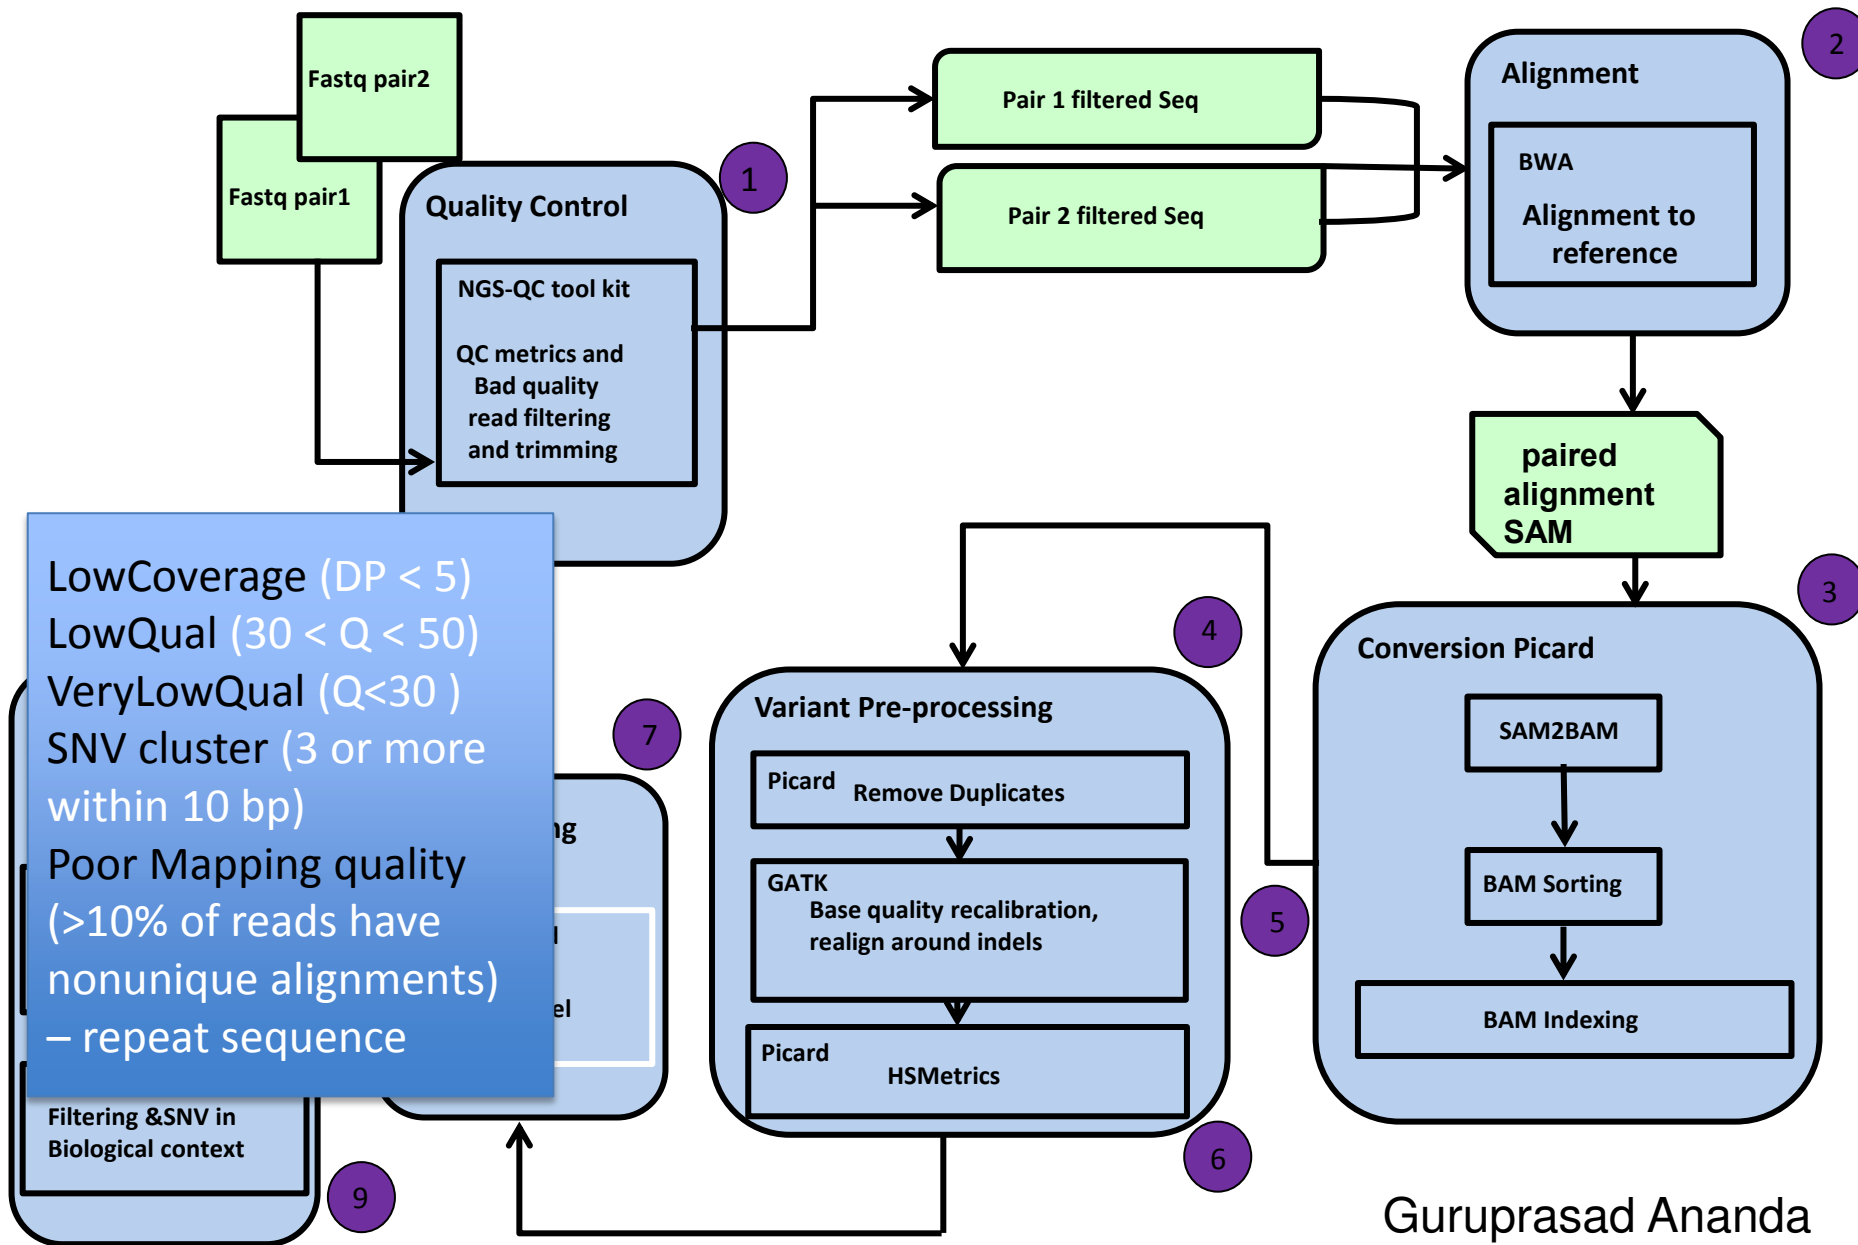 Fastq pair2
Fastq pair1
1
Quality Control
NGS-QC tool kit
QC metrics and
Bad quality
read filtering
and trimming
Pair 1 filtered Seq
Pair 2 filtered Seq
2
Alignment
BWA
Alignment to
reference
paired
alignment
SAM
3
Conversion Picard
SAM2BAM
BAM Sorting
BAM Indexing
4
Variant Pre-processing
Picard Remove Duplicates
GATK
Base quality recalibration,
realign around indels
5
Picard
HSMetrics
6
7
ng
el
LowCoverage (DP < 5)
LowQual (30 < Q < 50)
VeryLowQual (Q<30 )
SNV cluster (3 or more
within 10 bp)
Poor Mapping quality
(>10% of reads have
nonunique alignments)
– repeat sequence
Filtering &SNV in
Biological context
9
Guruprasad Ananda